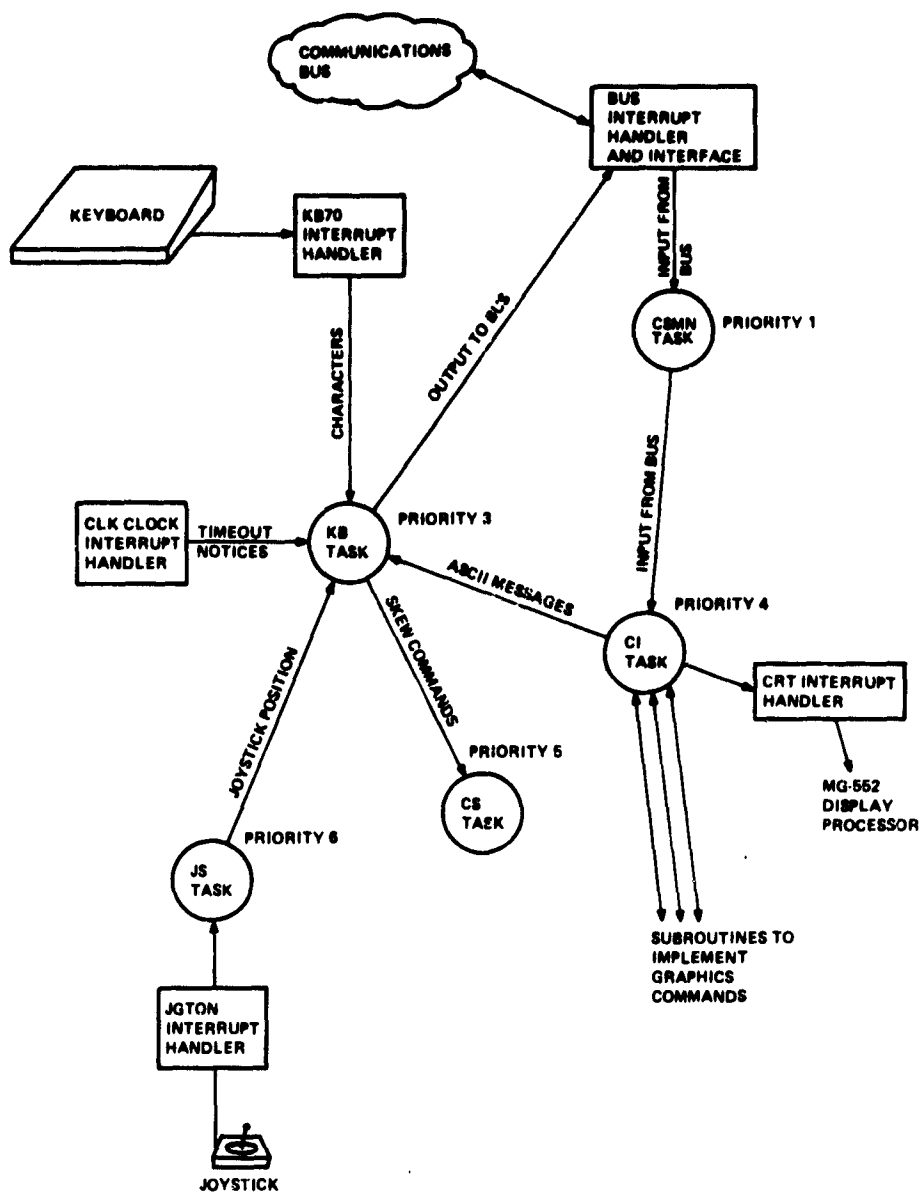 COMMUNICATIONS
BUS
BUS
INTERRUPT
HANDLER
AND INTERFACE
KEYBOARD
KB70
INTERRUPT
HANDLER
INPUT FROM
BUS
CSMN
TASK
PRIORITY 1
OUTPUT TO BUS
CHARACTERS
INPUT FROM BUS
CLK CLOCK
INTERRUPT
HANDLER
TIMEOUT
NOTICES
KB
TASK
PRIORITY 3
ASCII MESSAGES
PRIORITY 4
CI
TASK
SKEW COMMANDS
CRT INTERRUPT
HANDLER
JOYSTICK POSITION
PRIORITY 5
CS
TASK
MG-552
DISPLAY
PROCESSOR
PRIORITY 6
JS
TASK
SUBROUTINES TO
IMPLEMENT
GRAPHICS
COMMANDS
JGTON
INTERRUPT
HANDLER
JOYSTICK